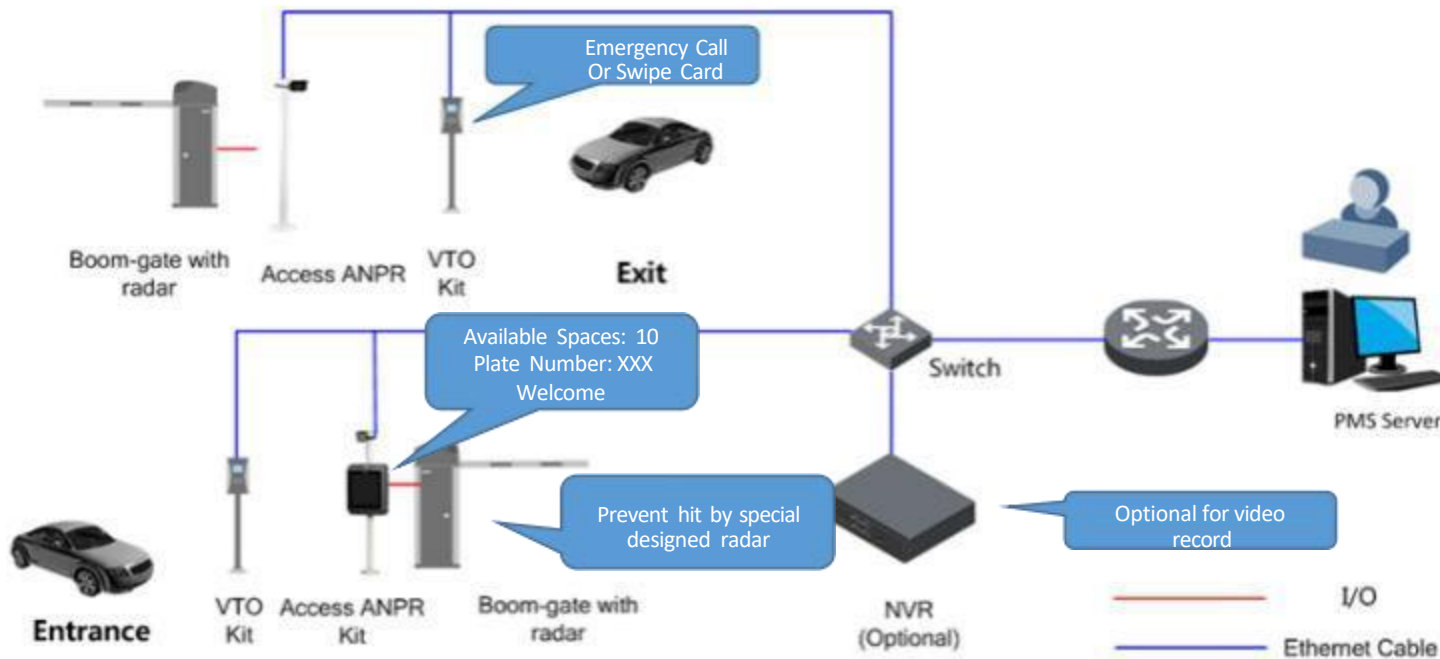 Emergency Call
Or Swipe Card
Boom-gate with
radar
Access ANPR
VTO
Kit
Exit
Available Spaces: 10
Plate Number: XXX
Welcome
Switch
PMS Server
Prevent hit by special
designed radar
Optional for video
record
Entrance
VTO
Kit
Access ANPR
Kit
Boom-gate with
radar
NVR
(Optional)
I/O
Ethernet Cable